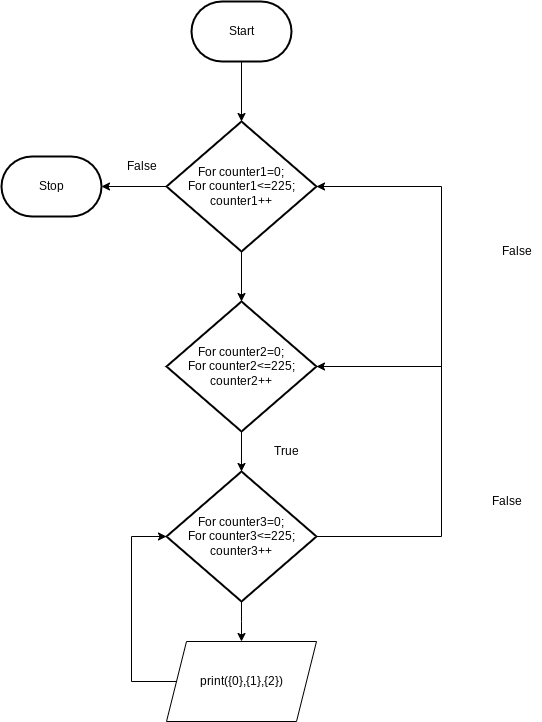 Start
False
Stop
For counter1=0;
For counter1<=225;
counter1++
False
For counter2=0;
For counter2<=225;
counter2++
True
False
For counter3=0;
For counter3<=225;
counter3++
print({0},{1},{2})